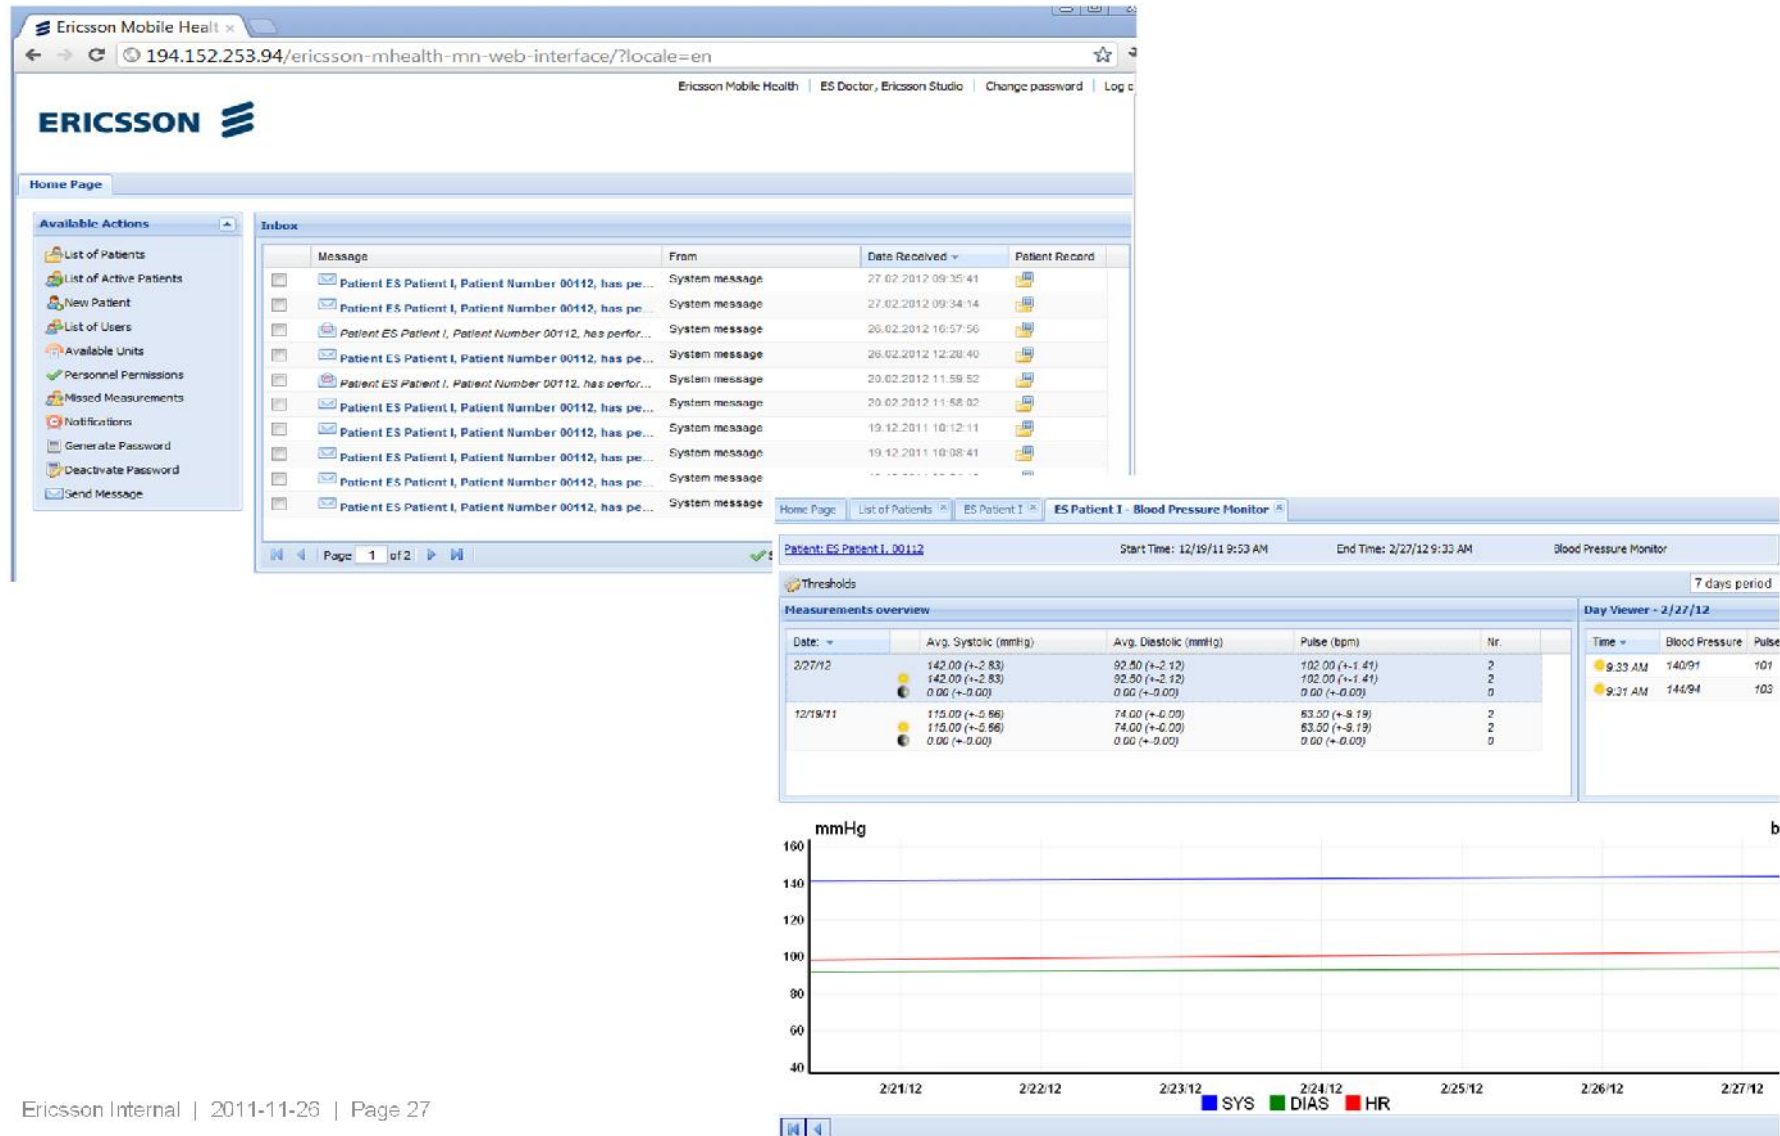 Ericsson Mobile Healt ×
194.152.253.94/ericsson-mhealth-mn-web-interface/?locale=en
Ericsson Mobile Health | ES Doctor, Ericsson Studio | Change password | Log
ERICSSON
Home Page
Available Actions
List of Patients
List of Active Patients
New Patient
List of Users
Available Units
Personnel Permissions
Missed Measurements
Notifications
Generate Password
Deactivate Password
Send Message
Inbox
Message From Date Received Patient Record
Patient ES Patient I, Patient Number 00112, has pe... System message 27.02.2012 09:35:41
Patient ES Patient I, Patient Number 00112, has pe... System message 27.02.2012 09:34:14
Patient ES Patient I, Patient Number 00112, has perfor... System message 26.02.2012 16:57:56
Patient ES Patient I, Patient Number 00112, has pe... System message 26.02.2012 12:28:40
Patient ES Patient I, Patient Number 00112, has perfor... System message 20.02.2012 11:59:52
Patient ES Patient I, Patient Number 00112, has pe... System message 20.02.2012 11:58:02
Patient ES Patient I, Patient Number 00112, has pe... System message 19.12.2011 10:12:11
Patient ES Patient I, Patient Number 00112, has pe... System message 19.12.2011 10:08:41
Patient ES Patient I, Patient Number 00112, has pe... System message
Patient ES Patient I, Patient Number 00112, has pe... System message
Page 1 of 2
Home Page List of Patients ES Patient I ES Patient I - Blood Pressure Monitor
Patient: ES Patient I, 00112 Start Time: 12/19/11 9:53 AM End Time: 2/27/12 9:33 AM Blood Pressure Monitor
Thresholds 7 days period
Measurements overview
Date: Avg. Systolic (mmHg) Avg. Diastolic (mmHg) Pulse (bpm) Nr.
2/27/12 142.00 (+-2.83) 92.50 (+-2.12) 102.00 (+-1.41) 2
142.00 (+-2.83) 92.50 (+-2.12) 102.00 (+-1.41) 2
0.00 (+-0.00) 0.00 (+-0.00) 0.00 (+-0.00) 0
12/19/11 115.00 (+-5.66) 74.00 (+-0.00) 63.50 (+-9.19) 2
115.00 (+-5.66) 74.00 (+-0.00) 63.50 (+-9.19) 2
0.00 (+-0.00) 0.00 (+-0.00) 0.00 (+-0.00) 0
Day Viewer - 2/27/12
Time Blood Pressure Pulse
9:33 AM 140/91 101
9:31 AM 144/94 103
mmHg b
160
140
120
100
80
60
40
2/21/12 2/22/12 2/23/12 2/24/12 2/25/12 2/26/12 2/27/12
SYS DIAS HR
Ericsson Internal | 2011-11-26 | Page 27